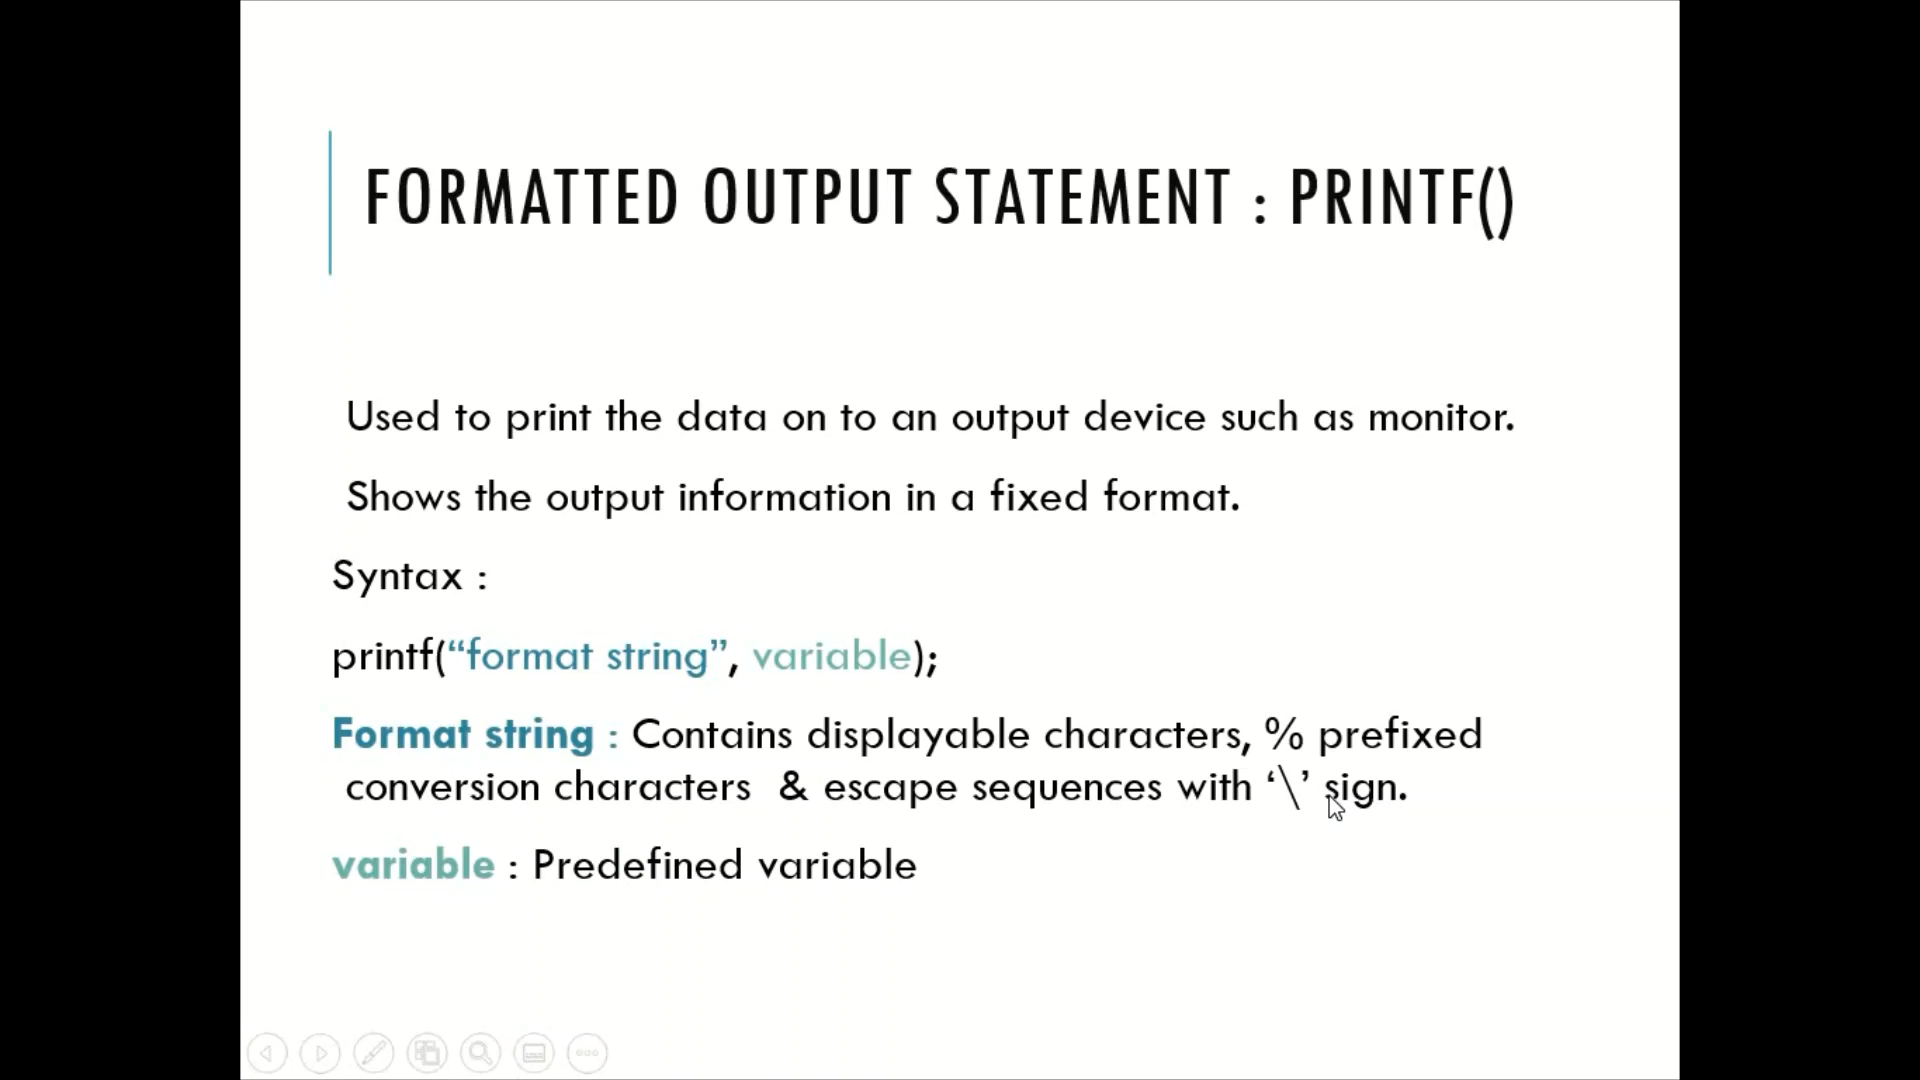 FORMATTED OUTPUT STATEMENT : PRINTF()
Used to print the data on to an output device such as monitor.
Shows the output information in a fixed format.
Syntax :
printf(“format string”, variable);
Format string : Contains displayable characters, % prefixed
conversion characters & escape sequences with ‘\’ sign.
variable : Predefined variable